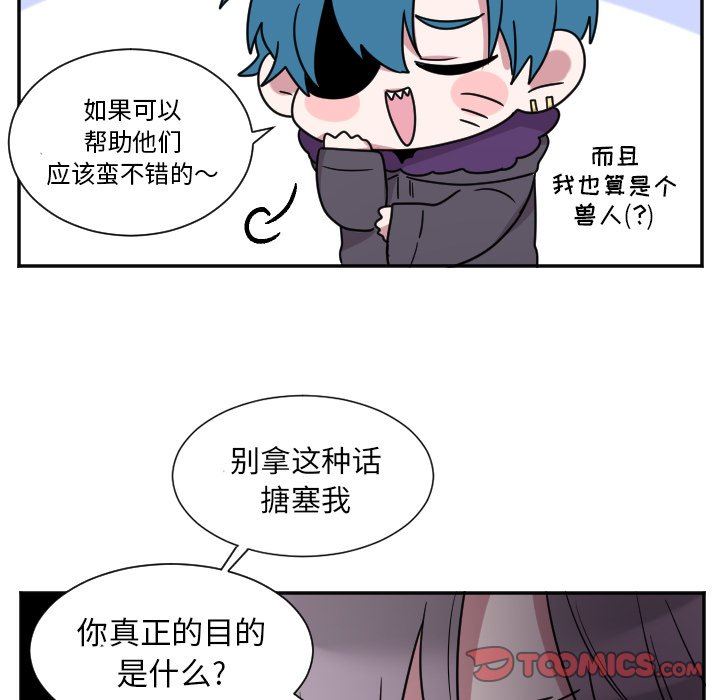 如果可以
帮助他们
应该蛮不错的～
而且
我也算是个
兽人(?)
别拿这种话
搪塞我
你真正的目的
是什么?
TOOMICS.COM